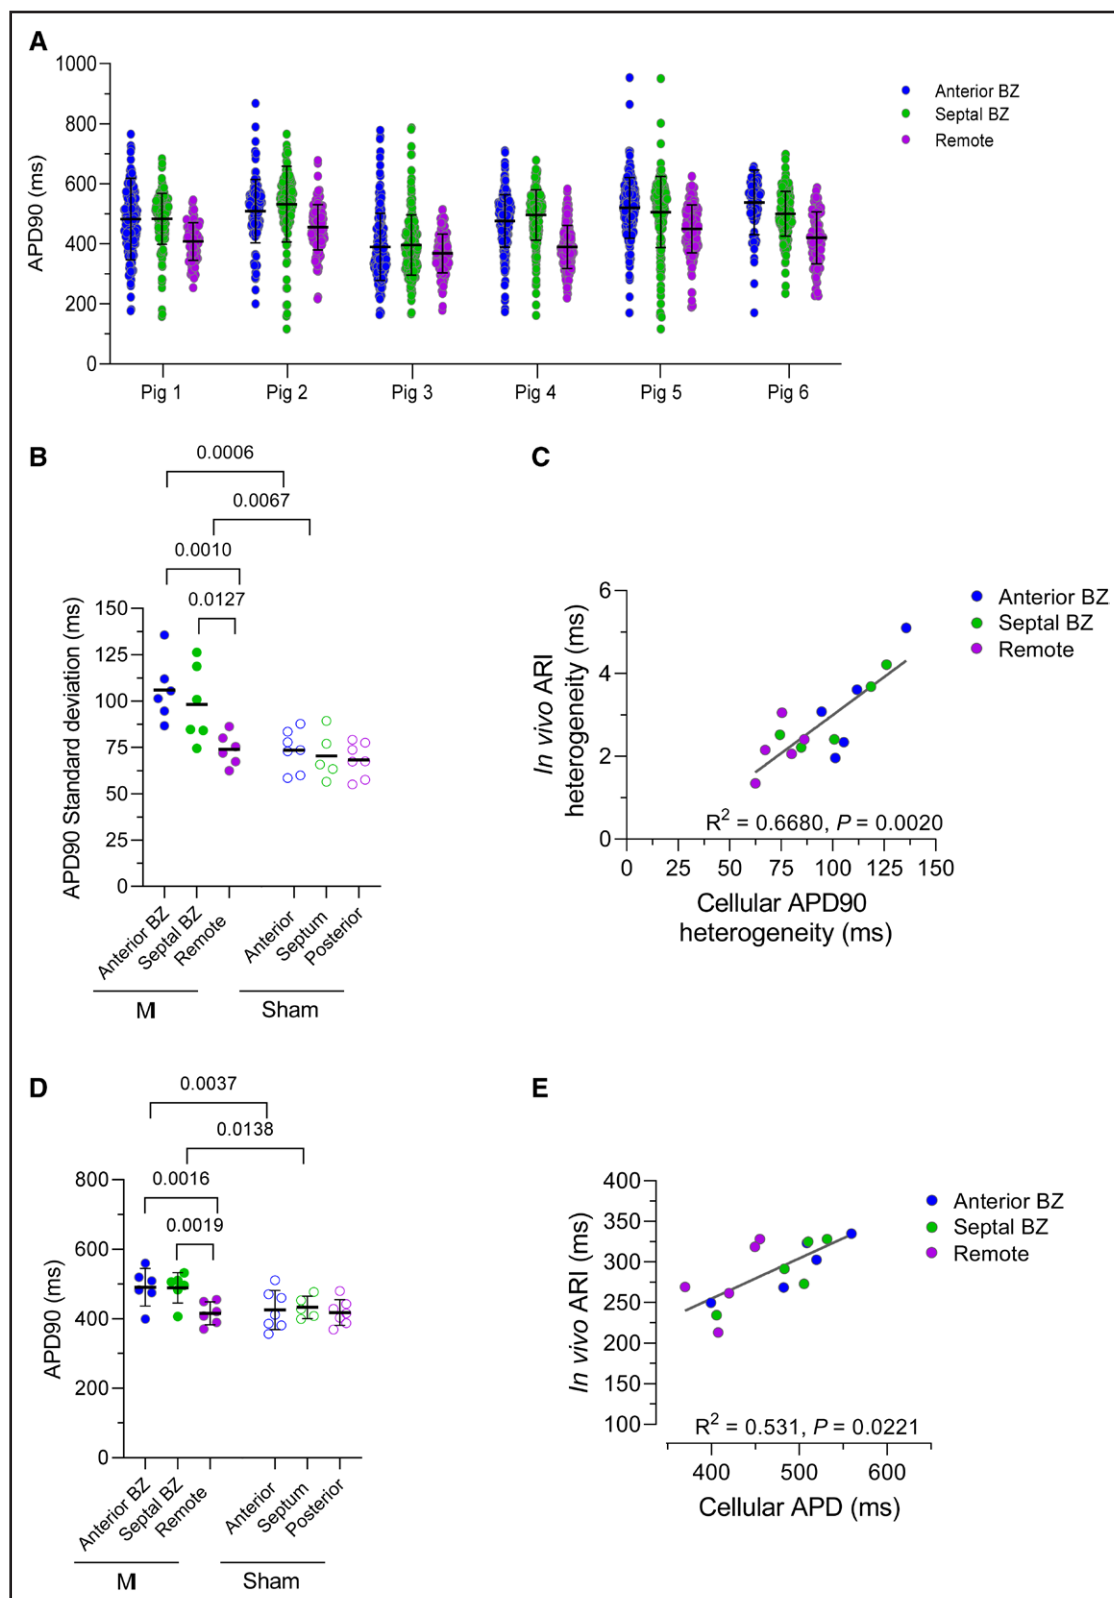 A
1000
800
600
400
200
0
APD90 (ms)
Pig 1 Pig 2 Pig 3 Pig 4 Pig 5 Pig 6
Anterior BZ
Septal BZ
Remote
B
0.0006
0.0067
0.0010
0.0127
150
125
100
75
50
25
0
APD90 Standard deviation (ms)
Anterior BZ
Septal BZ
Remote
Anterior
Septum
Posterior
MI Sham
C
6
4
2
0
In vivo ARI
heterogeneity (ms)
Anterior BZ
Septal BZ
Remote
R² = 0.6680, P = 0.0020
0 25 50 75 100 125 150
Cellular APD90
heterogeneity (ms)
D
0.0037
0.0138
0.0016
0.0019
800
600
400
200
0
APD90 (ms)
Anterior BZ
Septal BZ
Remote
Anterior
Septum
Posterior
MI Sham
E
400
350
300
250
200
150
100
In vivo ARI (ms)
Anterior BZ
Septal BZ
Remote
R² = 0.531, P = 0.0221
400 500 600
Cellular APD (ms)